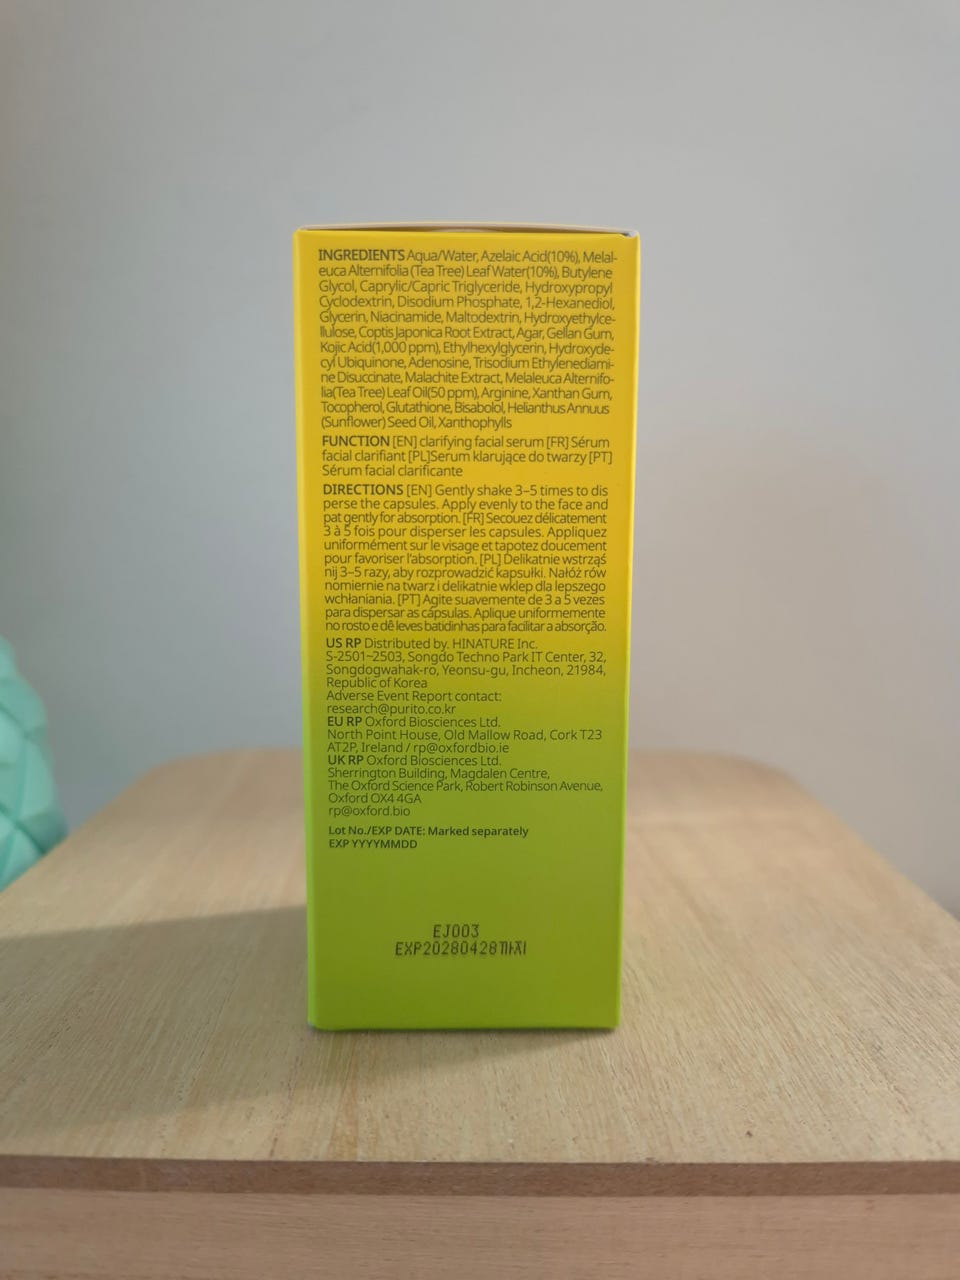 INGREDIENTS Aqua/Water, Azelaic Acid(10%), Melal-
euca Alternifolia (Tea Tree) Leaf Water(10%), Butylene
Glycol, Caprylic/Capric Triglyceride, Hydroxypropyl
Cyclodextrin, Disodium Phosphate, 1,2-Hexanediol,
Glycerin, Niacinamide, Maltodextrin, Hydroxyethylce-
llulose, Coptis Japonica Root Extract, Agar, Gellan Gum,
Kojic Acid(1,000 ppm), Ethylhexylglycerin, Hydroxyde-
cyl Ubiquinone, Adenosine, Trisodium Ethylenediami-
ne Disuccinate, Malachite Extract, Melaleuca Alternifo-
lia(Tea Tree) Leaf Oil(50 ppm), Arginine, Xanthan Gum,
Tocopherol, Glutathione, Bisabolol, Helianthus Annuus
(Sunflower) Seed Oil, Xanthophylls
FUNCTION [EN] clarifying facial serum [FR] Sérum
facial clarifiant [PL]Serum klarujące do twarzy [PT]
Sérum facial clarificante
DIRECTIONS [EN] Gently shake 3–5 times to dis
perse the capsules. Apply evenly to the face and
pat gently for absorption. [FR] Secouez délicatement
3 à 5 fois pour disperser les capsules. Appliquez
uniformément sur le visage et tapotez doucement
pour favoriser l'absorption. [PL] Delikatnie wstrząś
nij 3–5 razy, aby rozprowadzić kapsułki. Nałóż rów
nomiernie na twarz i delikatnie wklep dla lepszego
wchłaniania. [PT] Agite suavemente de 3 a 5 vezes
para dispersar as cápsulas. Aplique uniformemente
no rosto e dê leves batidinhas para facilitar a absorção.
US RP Distributed by. HINATURE Inc.
S-2501~2503, Songdo Techno Park IT Center, 32,
Songdogwahak-ro, Yeonsu-gu, Incheon, 21984,
Republic of Korea
Adverse Event Report contact:
research@purito.co.kr
EU RP Oxford Biosciences Ltd.
North Point House, Old Mallow Road, Cork T23
AT2P, Ireland / rp@oxfordbio.ie
UK RP Oxford Biosciences Ltd.
Sherrington Building, Magdalen Centre,
The Oxford Science Park, Robert Robinson Avenue,
Oxford OX4 4GA
rp@oxford.bio
Lot No./EXP DATE: Marked separately
EXP YYYYMMDD
EJ003
EXP20280428까지